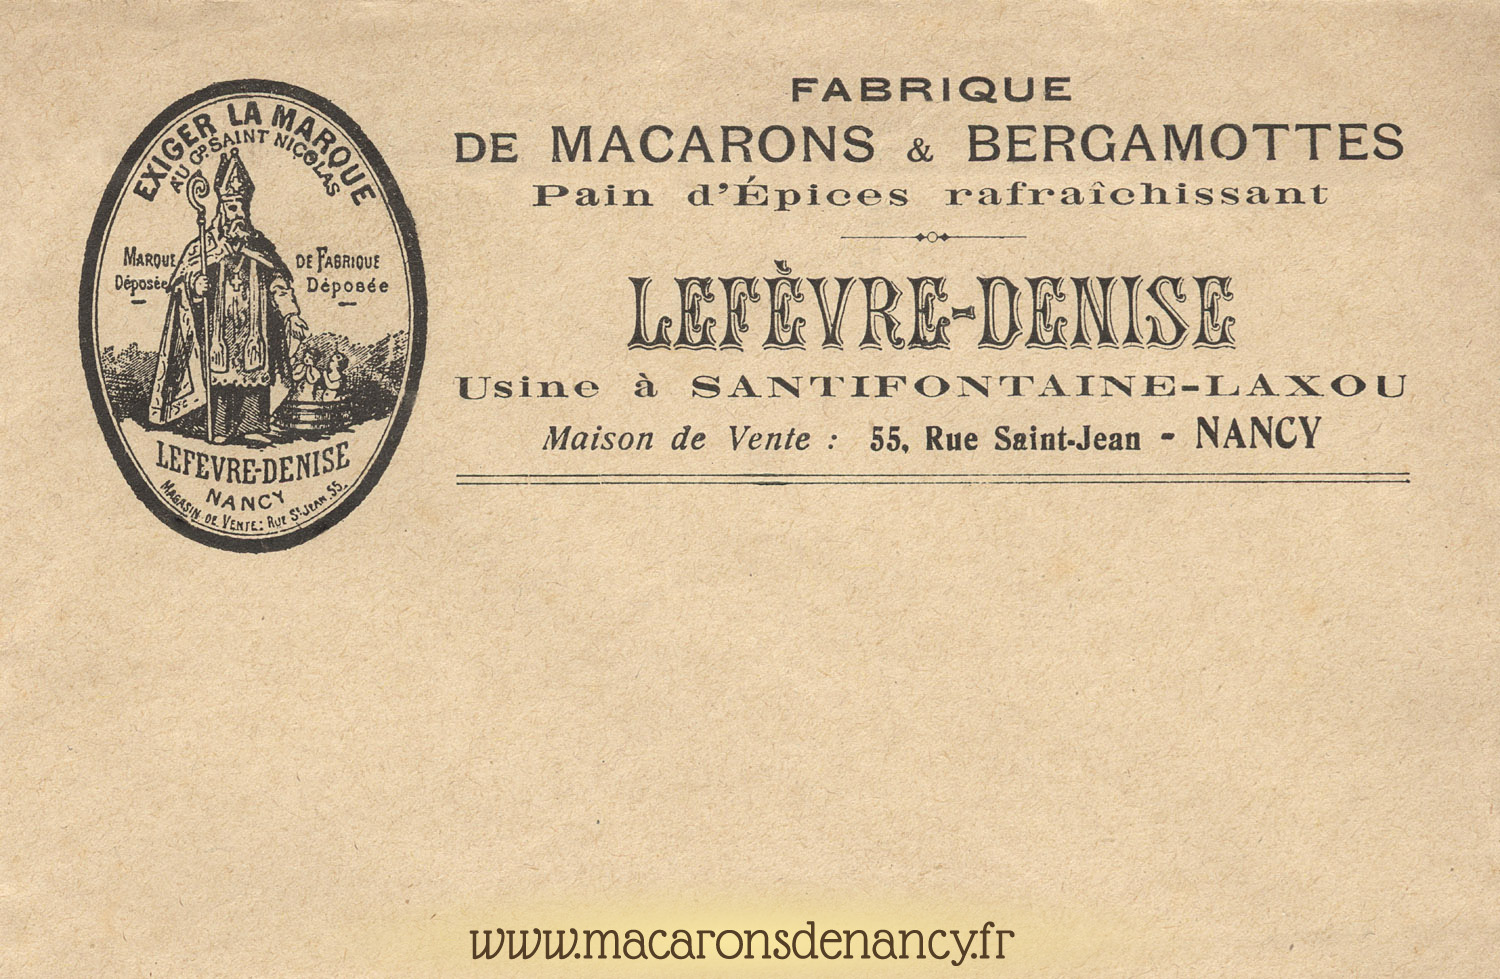 EXIGER LA MARQUE
AU Gd SAINT NICOLAS
MARQUE DE FABRIQUE
Déposée Déposée
LEFEVRE-DENISE
NANCY
MAGASIN DE VENTE: RUE St JEAN, 55.
FABRIQUE
DE MACARONS & BERGAMOTTES
Pain d'Épices rafraîchissant
LEFÈVRE-DENISE
Usine à SANTIFONTAINE-LAXOU
Maison de Vente : 55, Rue Saint-Jean - NANCY
www.macaronsdenancy.fr